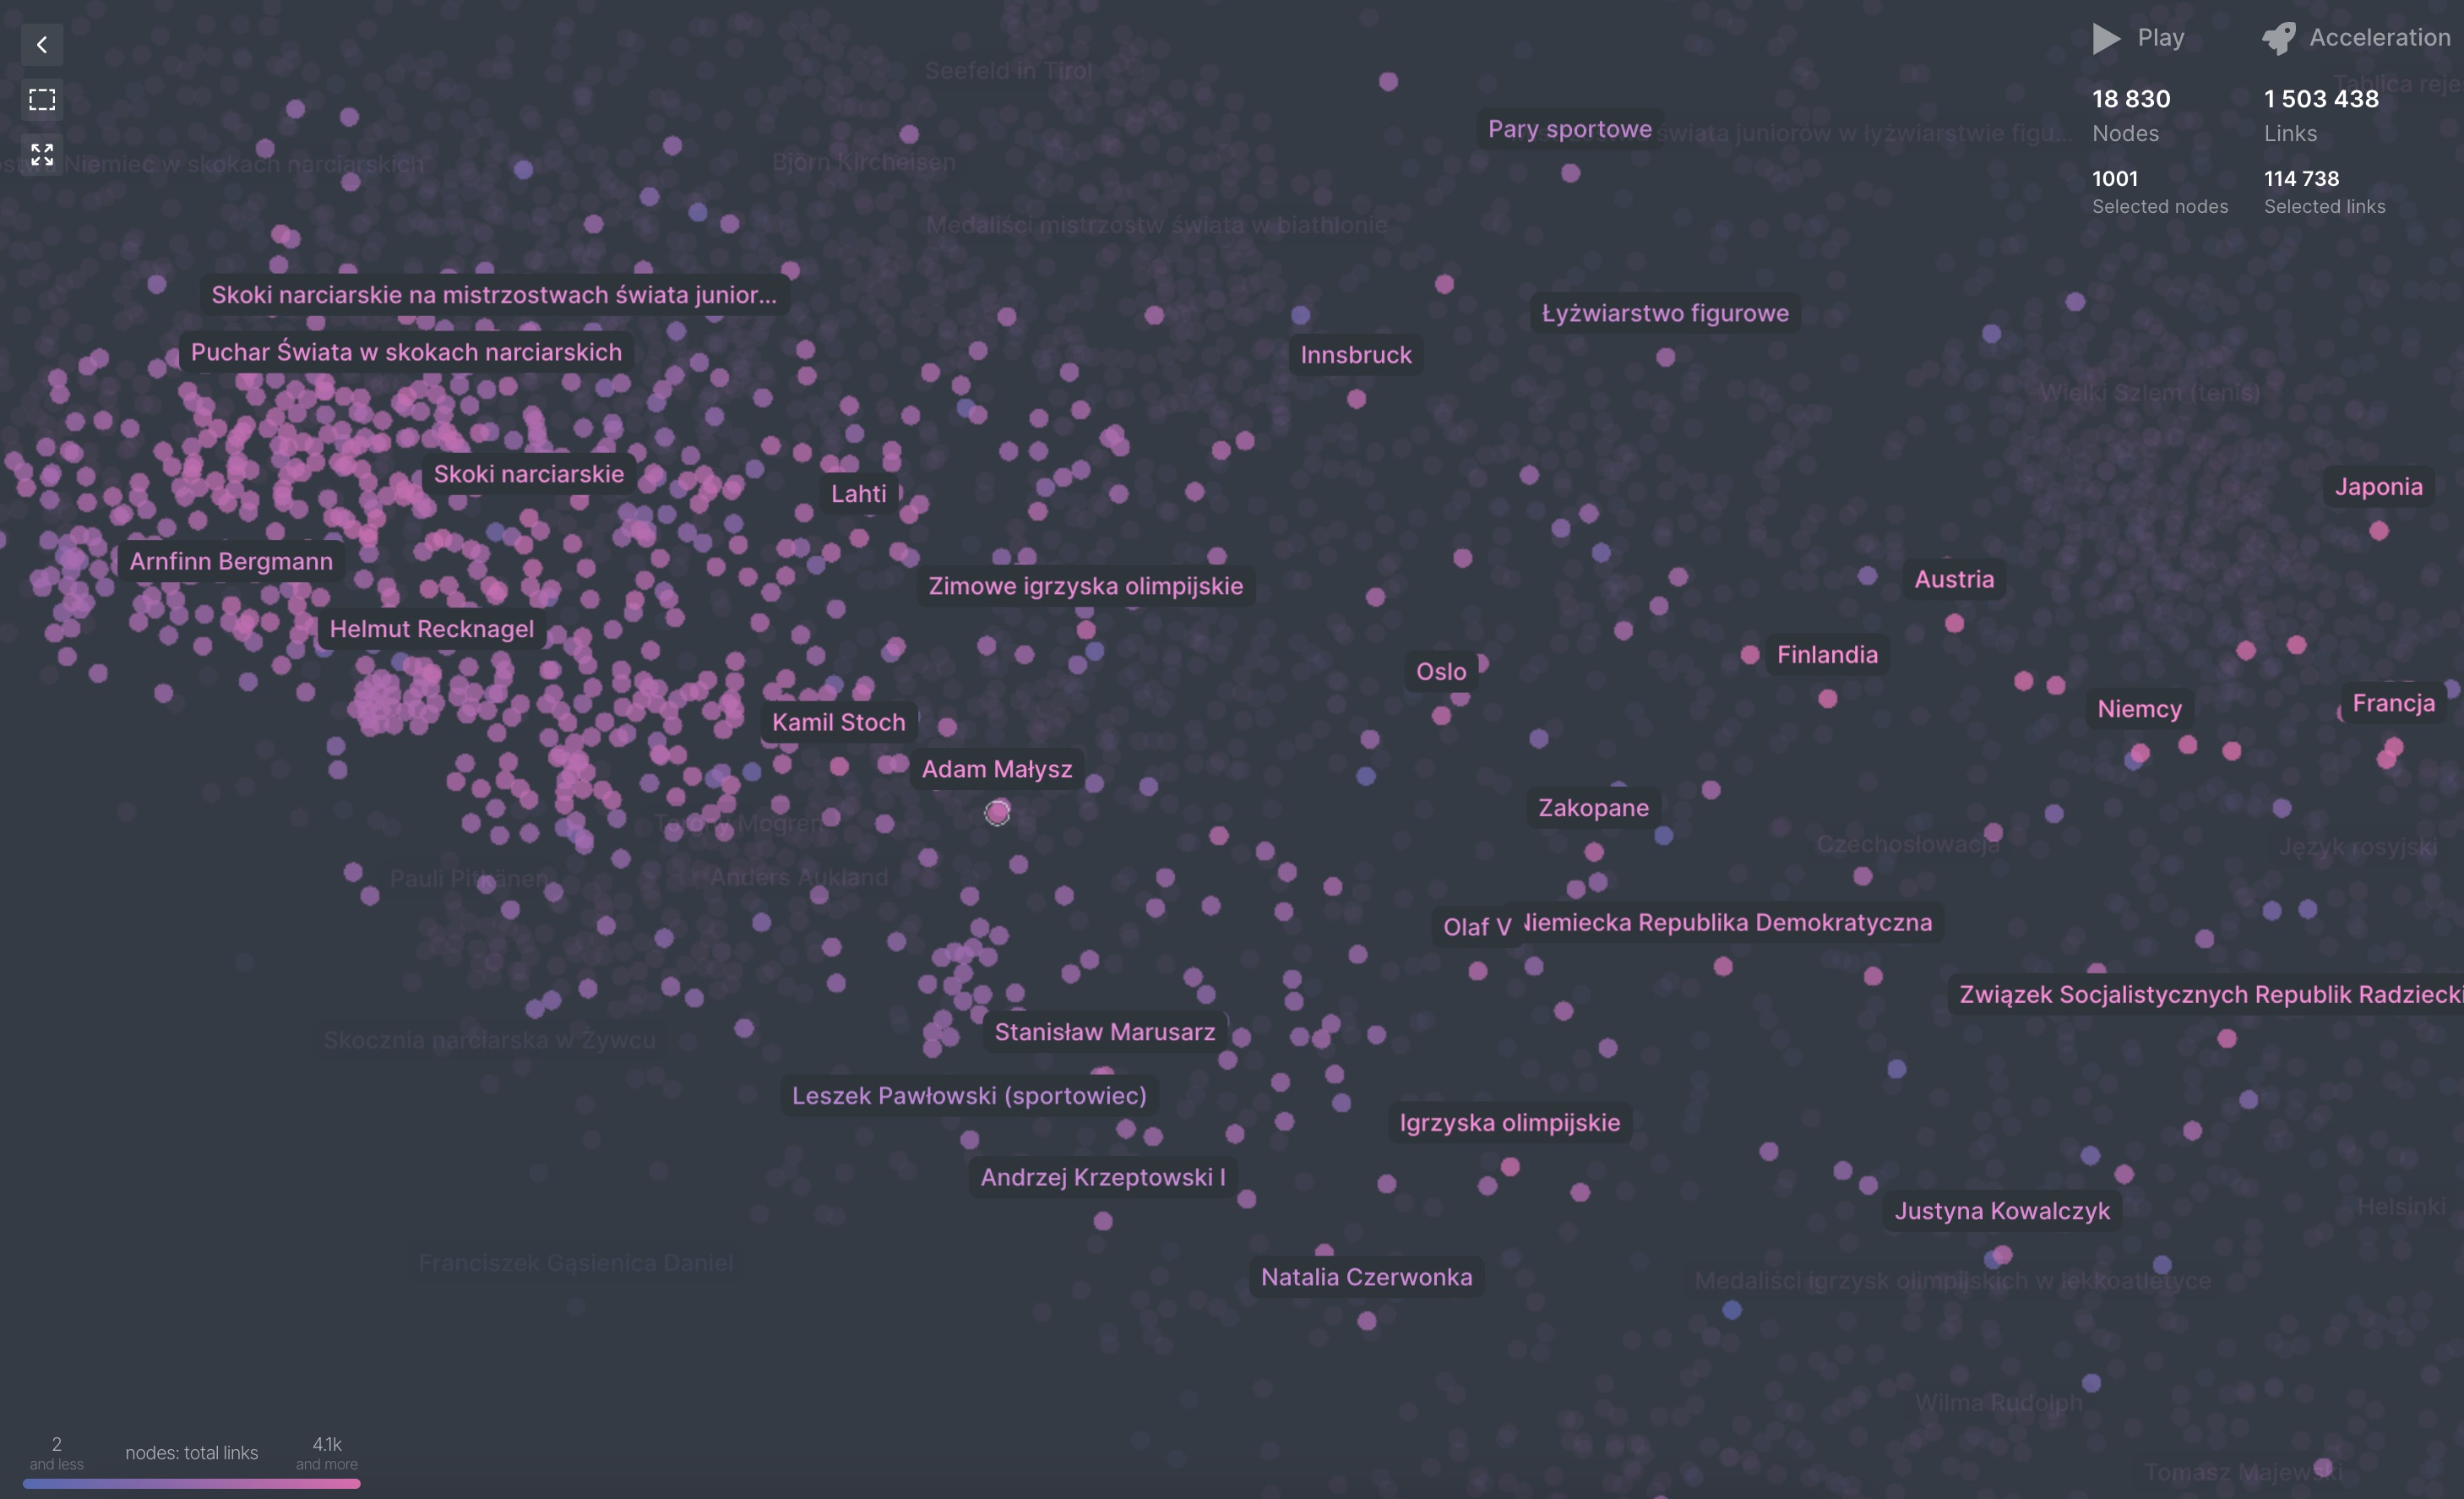 Play
Acceleration
Seefeld in Tirol
18 830
1 503 438
Nodes
Links
Pary sportowe
świata juniorów w łyżwiarstwie figu...
Niemiec w skokach narciarskich
Björn Kircheisen
1001
114 738
Selected nodes
Selected links
Medaliści mistrzostw świata w biathlonie
Skoki narciarskie na mistrzostwach świata junior...
Łyżwiarstwo figurowe
Puchar Świata w skokach narciarskich
Innsbruck
Wielki Szlem (tenis)
Skoki narciarskie
Lahti
Japonia
Arnfinn Bergmann
Zimowe igrzyska olimpijskie
Austria
Helmut Recknagel
Finlandia
Oslo
Niemcy
Francja
Kamil Stoch
Adam Małysz
Zakopane
Torgny Mogren
Czechosłowacja
Język rosyjski
Pauli Pitkänen
Anders Aukland
Olaf V
Niemiecka Republika Demokratyczna
Związek Socjalistycznych Republik Radziecki
Stanisław Marusarz
Skocznia narciarska w Żywcu
Leszek Pawłowski (sportowiec)
Igrzyska olimpijskie
Andrzej Krzeptowski I
Justyna Kowalczyk
Helsinki
Franciszek Gąsienica Daniel
Natalia Czerwonka
Medaliści igrzysk olimpijskich w lekkoatletyce
Wilma Rudolph
2
and less
nodes: total links
4.1k
and more
Tomasz Majewski